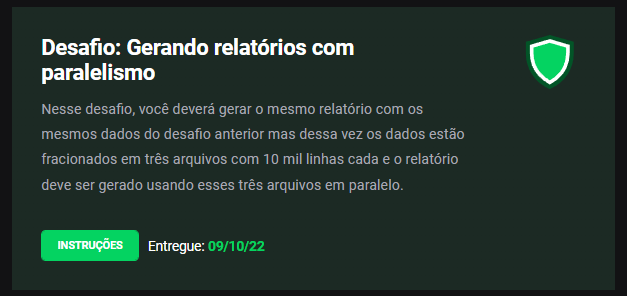 Desafio: Gerando relatórios com
paralelismo
Nesse desafio, você deverá gerar o mesmo relatório com os
mesmos dados do desafio anterior mas dessa vez os dados estão
fracionados em três arquivos com 10 mil linhas cada e o relatório
deve ser gerado usando esses três arquivos em paralelo.
INSTRUÇÕES Entregue: 09/10/22